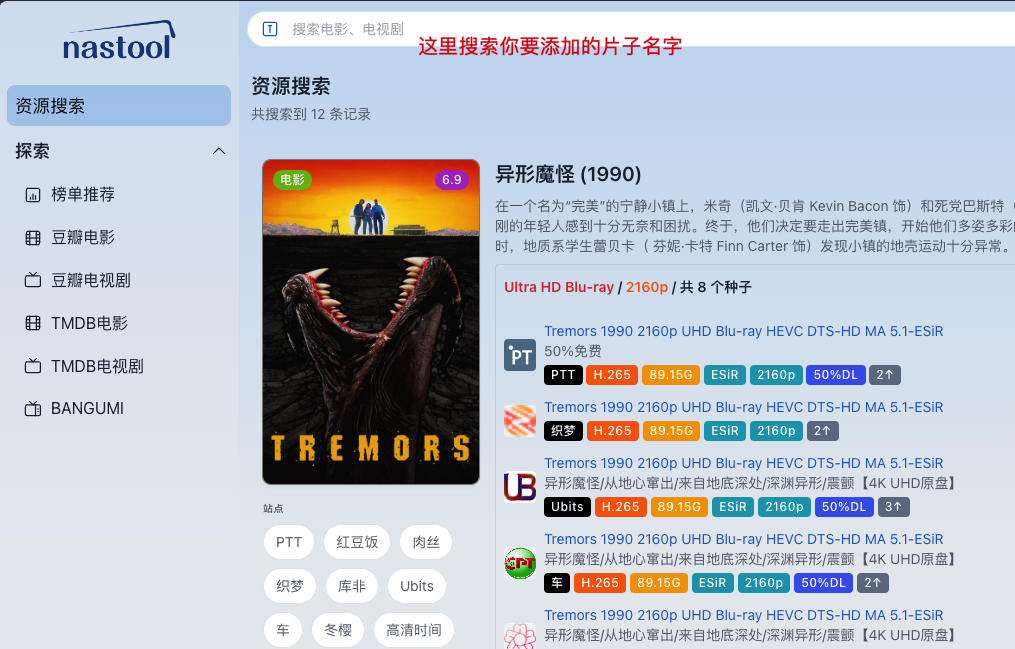 nastool
T 搜索电影、电视剧
这里搜索你要添加的片子名字
资源搜索
探索
榜单推荐
豆瓣电影
豆瓣电视剧
TMDB电影
TMDB电视剧
BANGUMI
资源搜索
共搜索到 12 条记录
电影 6.9
TREMORS
站点
PTT 红豆饭 肉丝
织梦 库非 Ubits
车 冬樱 高清时间
异形魔怪 (1990)
在一个名为“完美”的宁静小镇上，米奇（凯文·贝肯 Kevin Bacon 饰）和死党巴斯特（
刚的年轻人感到十分无奈和困扰。终于，他们决定要走出完美镇，开始他们多姿多彩
时，地质系学生蕾贝卡（ 芬妮·卡特 Finn Carter 饰）发现小镇的地壳运动十分异常。
Ultra HD Blu-ray / 2160p / 共 8 个种子
PT
Tremors 1990 2160p UHD Blu-ray HEVC DTS-HD MA 5.1-ESiR
50%免费
PTT H.265 89.15G ESiR 2160p 50%DL 2↑
Tremors 1990 2160p UHD Blu-ray HEVC DTS-HD MA 5.1-ESiR
织梦 H.265 89.15G ESiR 2160p 2↑
UB
Tremors 1990 2160p UHD Blu-ray HEVC DTS-HD MA 5.1-ESiR
异形魔怪/从地心窜出/来自地底深处/深渊异形/震颤【4K UHD原盘】
Ubits H.265 89.15G ESiR 2160p 50%DL 3↑
CPT
Tremors 1990 2160p UHD Blu-ray HEVC DTS-HD MA 5.1-ESiR
异形魔怪/从地心窜出/来自地底深处/深渊异形/震颤【4K UHD原盘】
车 H.265 89.15G ESiR 2160p 50%DL 2↑
Tremors 1990 2160p UHD Blu-ray HEVC DTS-HD MA 5.1-ESiR
异形魔怪/从地心窜出/来自地底深处/深渊异形/震颤【4K UHD原盘】